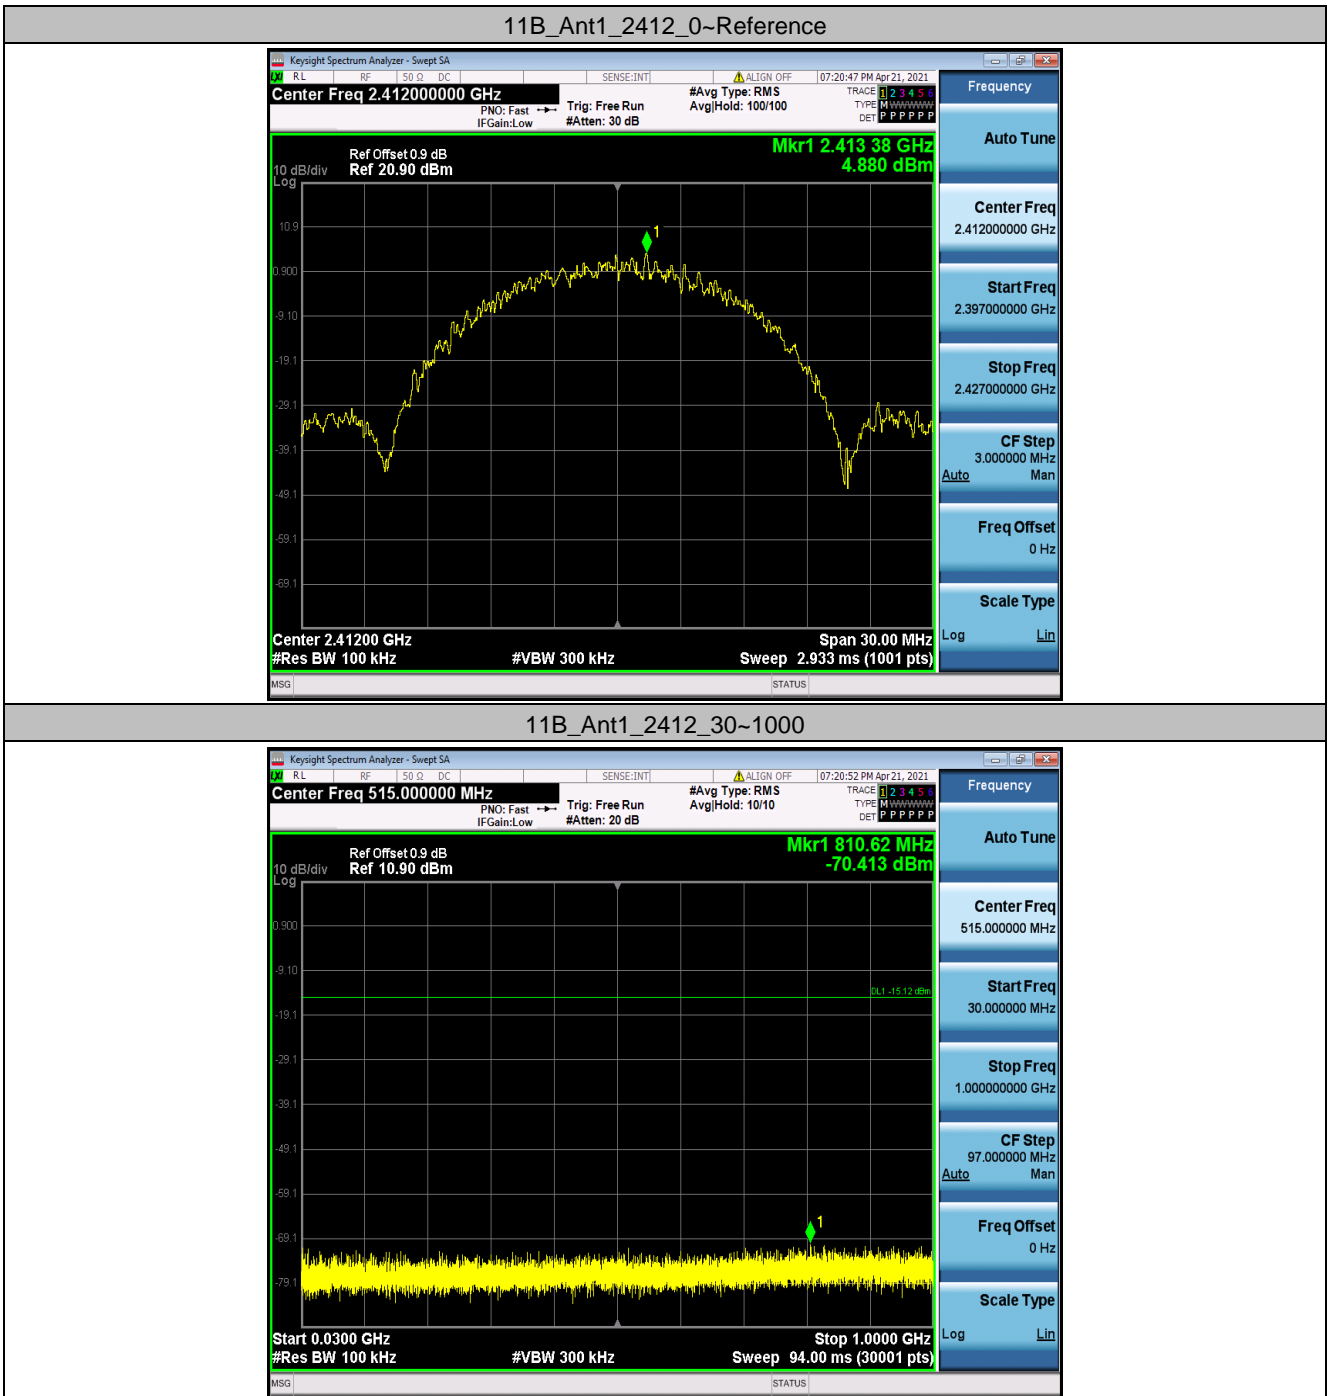 11B_Ant1_2412_0~Reference
Keysight Spectrum Analyzer - Swept SA
LXI RL RF 50 Ω DC SENSE:INT ALIGN OFF 07:20:47 PM Apr 21, 2021
Center Freq 2.412000000 GHz
PNO: Fast
IFGain:Low
Trig: Free Run
#Atten: 30 dB
#Avg Type: RMS
Avg|Hold: 100/100
TRACE 1 2 3 4 5 6
TYPE M WWWWW
DET P P P P P P
Frequency
Mkr1 2.413 38 GHz
4.880 dBm
Ref Offset 0.9 dB
10 dB/div Ref 20.90 dBm
Log
10.9
0.900
-9.10
-19.1
-29.1
-39.1
-49.1
-59.1
-69.1
1
Center 2.41200 GHz Span 30.00 MHz
#Res BW 100 kHz #VBW 300 kHz Sweep 2.933 ms (1001 pts)
Auto Tune
Center Freq
2.412000000 GHz
Start Freq
2.397000000 GHz
Stop Freq
2.427000000 GHz
CF Step
3.000000 MHz
Auto Man
Freq Offset
0 Hz
Scale Type
Log Lin
MSG STATUS
11B_Ant1_2412_30~1000
Keysight Spectrum Analyzer - Swept SA
LXI RL RF 50 Ω DC SENSE:INT ALIGN OFF 07:20:52 PM Apr 21, 2021
Center Freq 515.000000 MHz
PNO: Fast
IFGain:Low
Trig: Free Run
#Atten: 20 dB
#Avg Type: RMS
Avg|Hold: 10/10
TRACE 1 2 3 4 5 6
TYPE M WWWWW
DET P P P P P P
Frequency
Mkr1 810.62 MHz
-70.413 dBm
Ref Offset 0.9 dB
10 dB/div Ref 10.90 dBm
Log
0.900
-9.10
-19.1
-29.1
-39.1
-49.1
-59.1
-69.1
-79.1
DL1 -15.12 dBm
1
Start 0.0300 GHz Stop 1.0000 GHz
#Res BW 100 kHz #VBW 300 kHz Sweep 94.00 ms (30001 pts)
Auto Tune
Center Freq
515.000000 MHz
Start Freq
30.000000 MHz
Stop Freq
1.000000000 GHz
CF Step
97.000000 MHz
Auto Man
Freq Offset
0 Hz
Scale Type
Log Lin
MSG STATUS